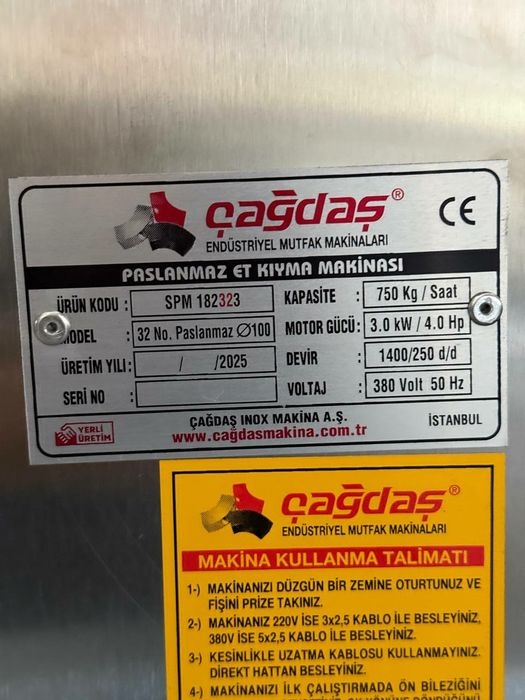 çağdaş®
CE
ENDÜSTRİYEL MUTFAK MAKİNALARI
PASLANMAZ ET KIYMA MAKİNASI
ÜRÜN KODU : SPM 182323 KAPASİTE : 750 Kg / Saat
MODEL : 32 No. Paslanmaz Ø100 MOTOR GÜCÜ : 3.0 kW / 4.0 Hp
ÜRETİM YILI : / /2025 DEVİR : 1400/250 d/d
SERİ NO : VOLTAJ : 380 Volt 50 Hz
YERLİ ÜRETİM
ÇAĞDAŞ INOX MAKİNA A.Ş. İSTANBUL
www.cagdasmakina.com.tr
çağdaş®
ENDÜSTRİYEL MUTFAK MAKİNALARI
MAKİNA KULLANMA TALİMATI
1-) MAKİNANIZI DÜZGÜN BİR ZEMİNE OTURTUNUZ VE
FİŞİNİ PRİZE TAKINIZ.
2-) MAKİNANIZ 220V İSE 3x2,5 KABLO İLE BESLEYİNİZ,
380V İSE 5x2,5 KABLO İLE BESLEYİNİZ.
3-) KESİNLİKLE UZATMA KABLOSU KULLANMAYINIZ.
DİREKT HATTAN BESLEYİNİZ.
4-) MAKİNANIZI İLK ÇALIŞTIRMADA ÖN BİLEZİĞİNİ